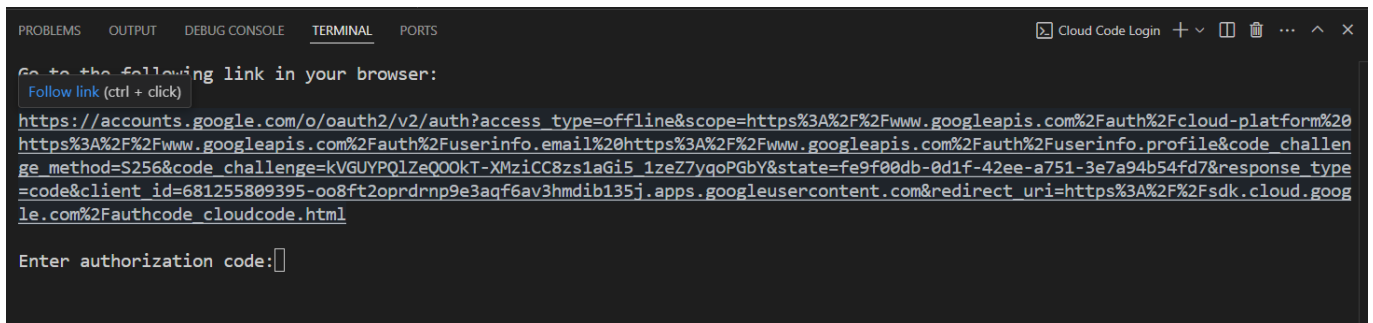 PROBLEMS OUTPUT DEBUG CONSOLE TERMINAL PORTS Cloud Code Login
Go to the following link in your browser:
Follow link (ctrl + click)
https://accounts.google.com/o/oauth2/v2/auth?access_type=offline&scope=https%3A%2F%2Fwww.googleapis.com%2Fauth%2Fcloud-platform%20
https%3A%2F%2Fwww.googleapis.com%2Fauth%2Fuserinfo.email%20https%3A%2F%2Fwww.googleapis.com%2Fauth%2Fuserinfo.profile&code_challen
ge_method=S256&code_challenge=kVGUYPQlZeQOOkT-XMziCC8zs1aGi5_1zeZ7yqoPGbY&state=fe9f00db-0d1f-42ee-a751-3e7a94b54fd7&response_type
=code&client_id=681255809395-oo8ft2oprdrnp9e3aqf6av3hmdib135j.apps.googleusercontent.com&redirect_uri=https%3A%2F%2Fsdk.cloud.goog
le.com%2Fauthcode_cloudcode.html
Enter authorization code: